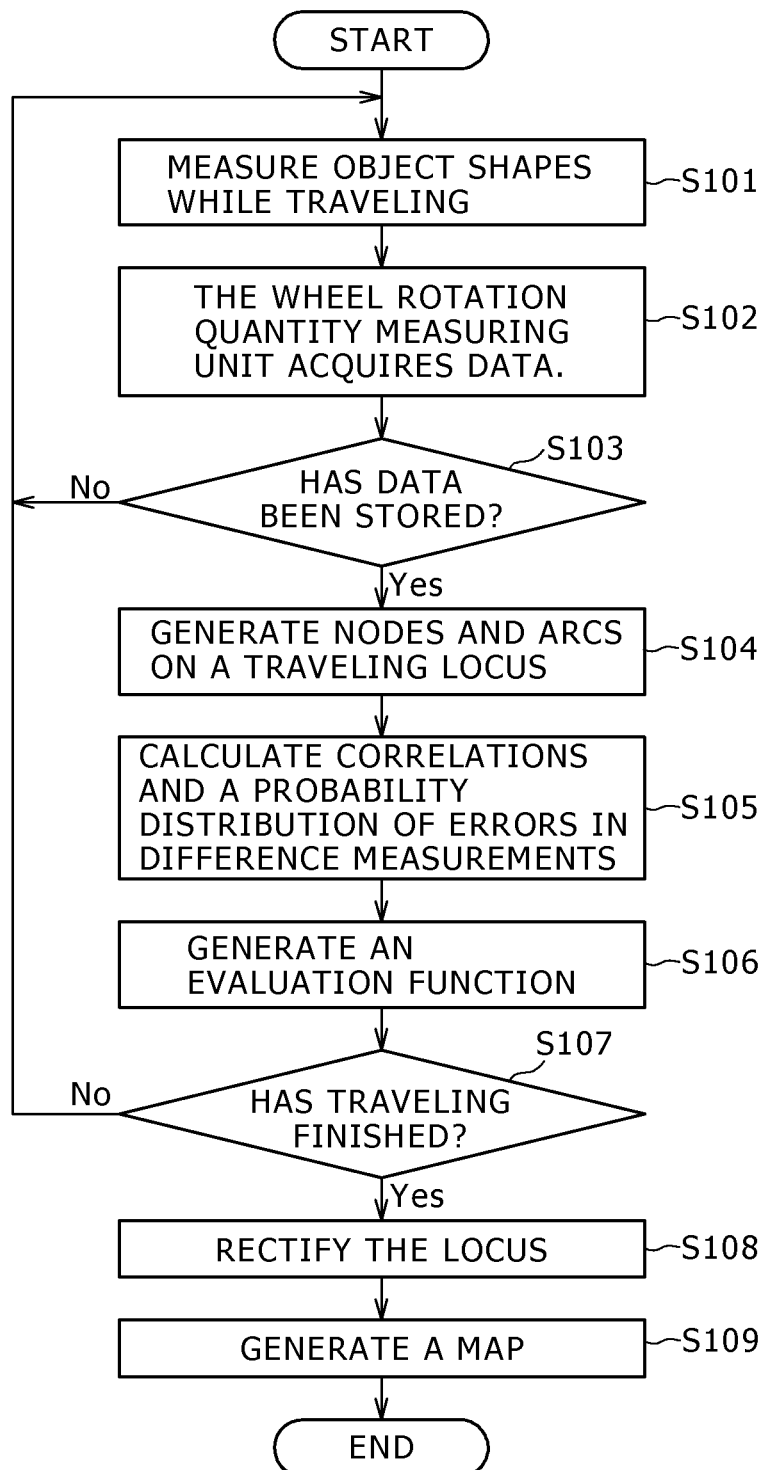 START
MEASURE OBJECT SHAPES
WHILE TRAVELING
S101
THE WHEEL ROTATION
QUANTITY MEASURING
UNIT ACQUIRES DATA.
S102
S103
HAS DATA
BEEN STORED?
No
Yes
GENERATE NODES AND ARCS
ON A TRAVELING LOCUS
S104
CALCULATE CORRELATIONS
AND A PROBABILITY
DISTRIBUTION OF ERRORS IN
DIFFERENCE MEASUREMENTS
S105
GENERATE AN
EVALUATION FUNCTION
S106
S107
HAS TRAVELING
FINISHED?
No
Yes
RECTIFY THE LOCUS
S108
GENERATE A MAP
S109
END